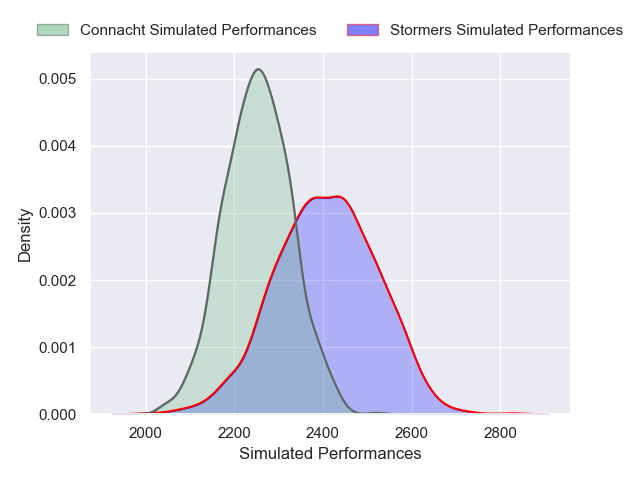 Connacht Simulated Performances
Stormers Simulated Performances
0.005
0.004
0.003
0.002
0.001
0.000
Density
2000 2200 2400 2600 2800
Simulated Performances